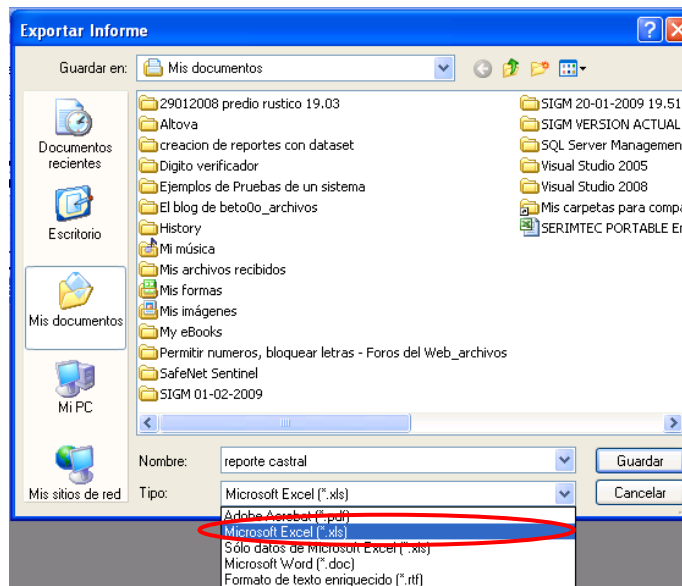 Exportar Inform
Guardar en:
Mis documentos
Documentos
recientes
Escritorio
Mis documentos
Mi PC
Mis sitios de red
29012008 predio rustico 19.03
Altova
creacion de reportes con dataset
Digito verificador
Ejemplos de Pruebas de un sistema
El blog de beto0o_archivos
History
Mi música
Mis archivos recibidos
Mis formas
Mis imágenes
My eBooks
Permitir numeros, bloquear letras - Foros del Web_archivos
SafeNet Sentinel
SIGM 01-02-2009
SIGM 20-01-2009 19.51
SIGM VERSION ACTUAL
SQL Server Managemen
Visual Studio 2005
Visual Studio 2008
Mis carpetas para compa
SERIMTEC PORTABLE En
Nombre:
reporte castral
Guardar
Tipo:
Microsoft Excel (*.xls)
Cancelar
Adobe Acrobat (*.pdf)
Microsoft Excel (*.xls)
Sólo datos de Microsoft Excel (*.xls)
Microsoft Word (*.doc)
Formato de texto enriquecido (*.rtf)